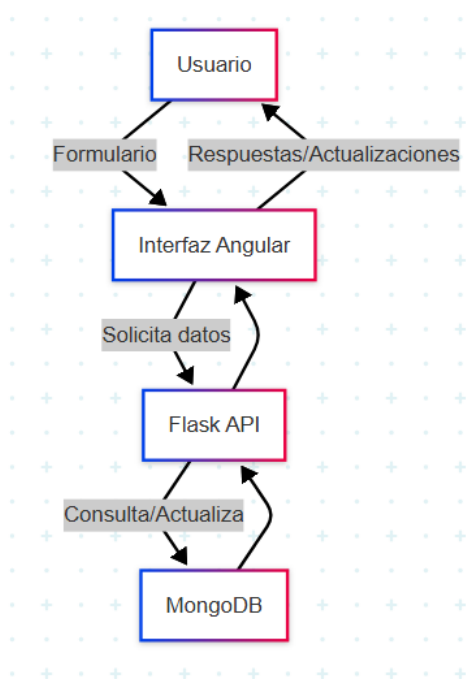 Usuario
Formulario
Respuestas/Actualizaciones
Interfaz Angular
Solicita datos
Flask API
Consulta/Actualiza
MongoDB